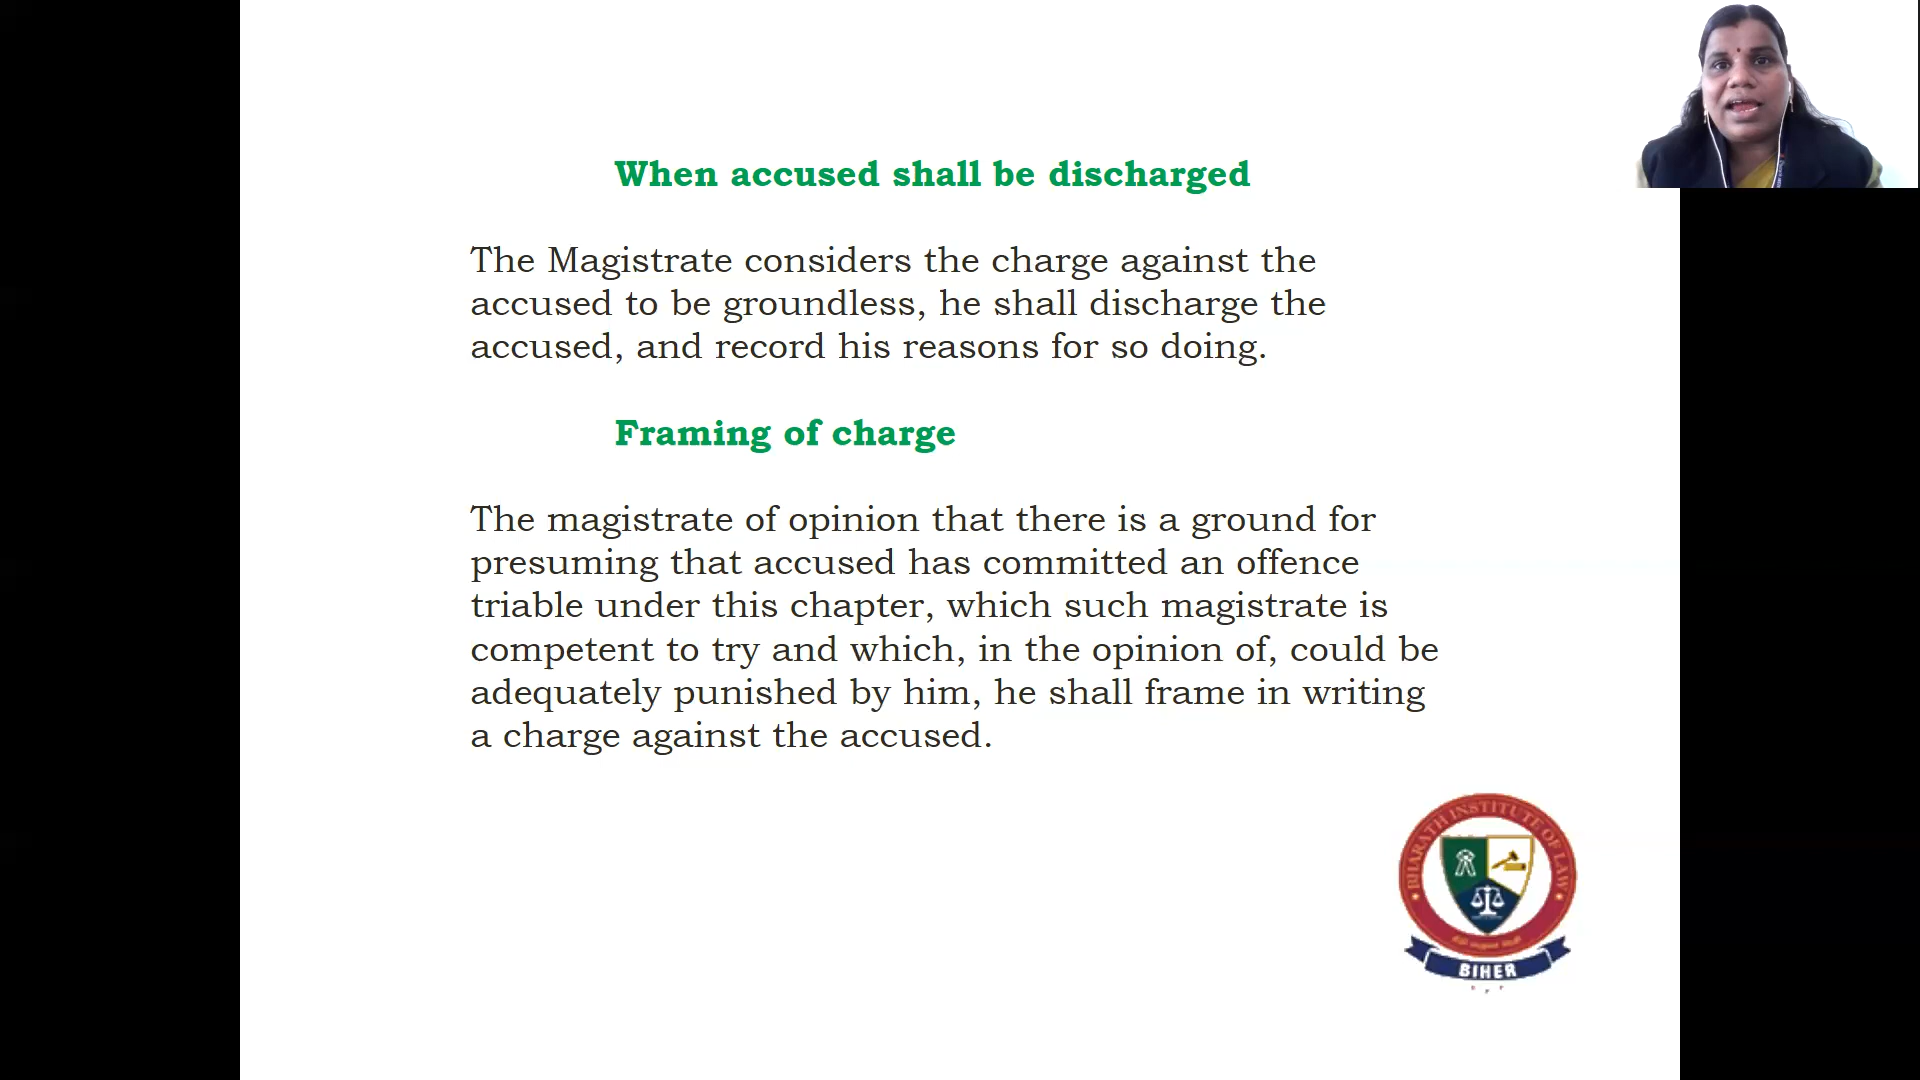 When accused shall be discharged
The Magistrate considers the charge against the
accused to be groundless, he shall discharge the
accused, and record his reasons for so doing.
Framing of charge
The magistrate of opinion that there is a ground for
presuming that accused has committed an offence
triable under this chapter, which such magistrate is
competent to try and which, in the opinion of, could be
adequately punished by him, he shall frame in writing
a charge against the accused.
BHARATH INSTITUTE OF LAW
BIHER